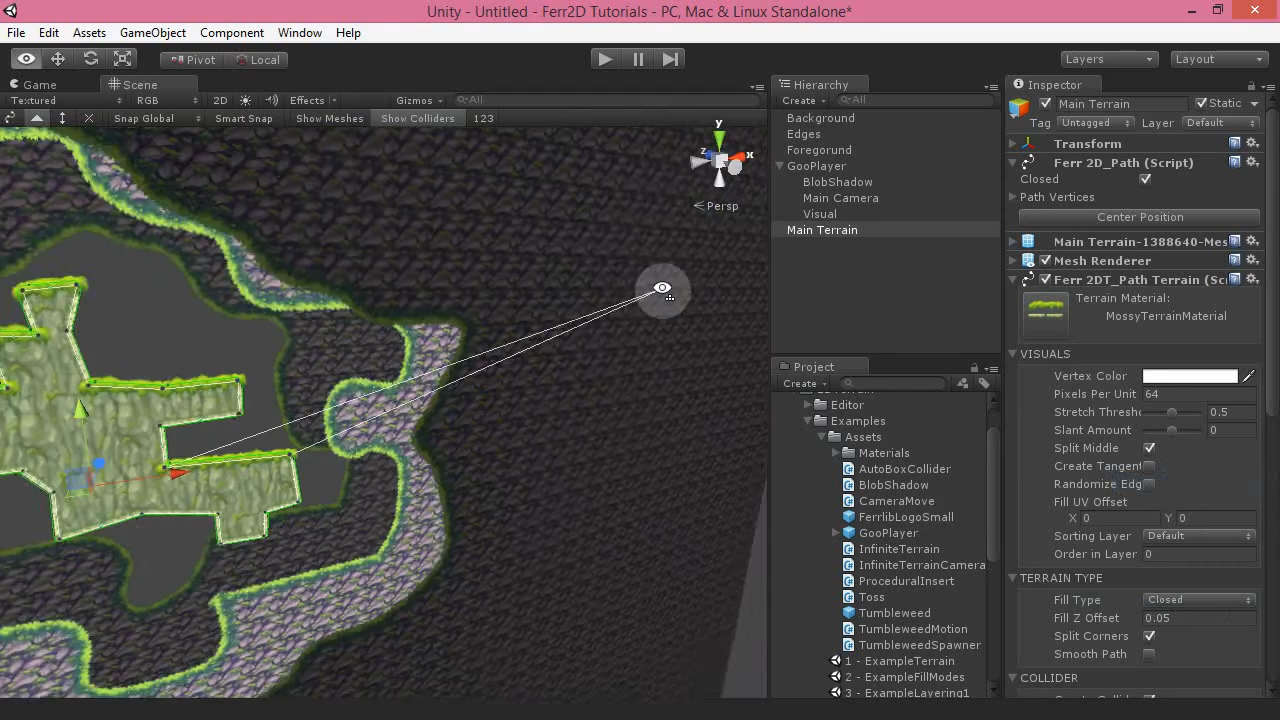 Unity - Untitled - Ferr2D Tutorials - PC, Mac & Linux Standalone*
File Edit Assets GameObject Component Window Help
Pivot Local Layers Layout
Game Scene
Textured RGB 2D Effects Gizmos All
Snap Global Smart Snap Show Meshes Show Colliders 123
y
z x
Persp
Hierarchy
Create All
Background
Edges
Foregorund
GooPlayer
BlobShadow
Main Camera
Visual
Main Terrain
Project
Create
Editor
Examples
Assets
Materials
AutoBoxCollider
BlobShadow
CameraMove
FerrlibLogoSmall
GooPlayer
InfiniteTerrain
InfiniteTerrainCamera
ProceduralInsert
Toss
Tumbleweed
TumbleweedMotion
TumbleweedSpawner
1 - ExampleTerrain
2 - ExampleFillModes
3 - ExampleLayering1
Inspector
Main Terrain Static
Tag Untagged Layer Default
Transform
Ferr 2D_Path (Script)
Closed
Path Vertices
Center Position
Main Terrain-1388640-Mes
Mesh Renderer
Ferr 2DT_Path Terrain (Sc
Terrain Material:
MossyTerrainMaterial
VISUALS
Vertex Color
Pixels Per Unit 64
Stretch Thresh 0.5
Slant Amount 0
Split Middle
Create Tangent
Randomize Edg
Fill UV Offset
X 0 Y 0
Sorting Layer Default
Order in Layer 0
TERRAIN TYPE
Fill Type Closed
Fill Z Offset 0.05
Split Corners
Smooth Path
COLLIDER